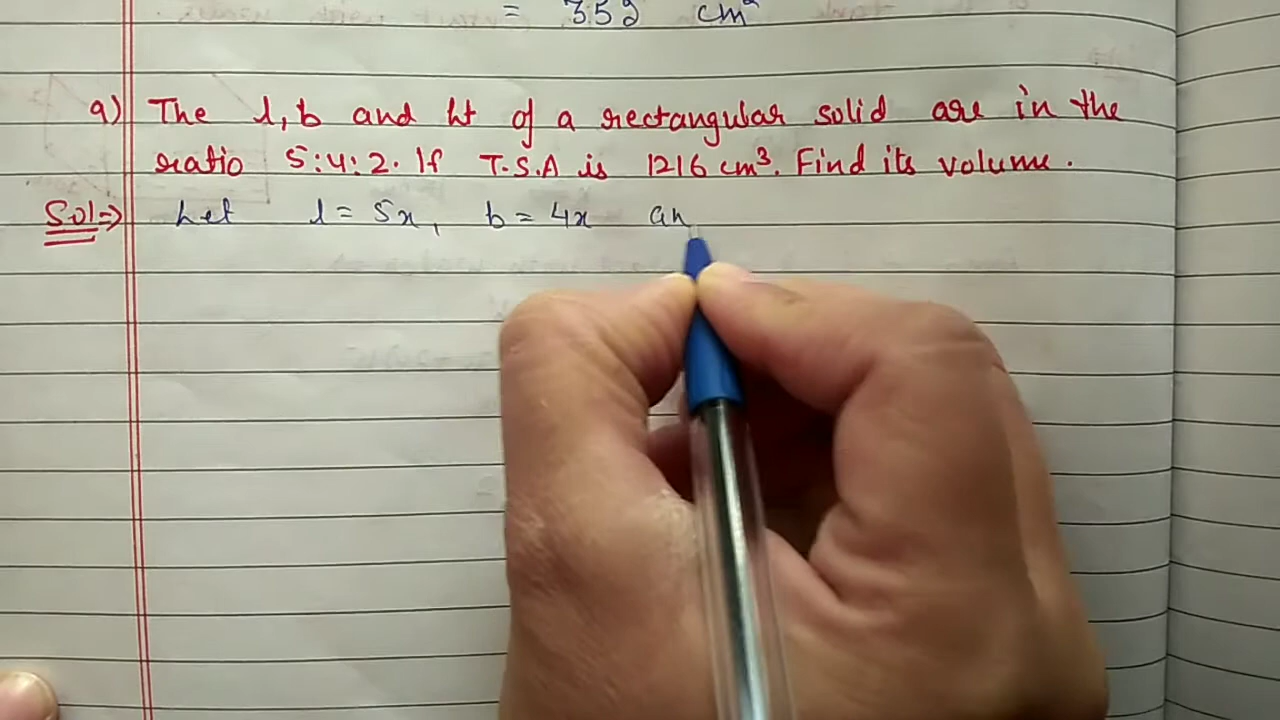 = 352 cm²
9) The l, b and ht of a rectangular solid are in the
ratio 5:4:2. If T.S.A is 1216 cm³. Find its volume.
Sol⇒ Let l = 5x, b = 4x an